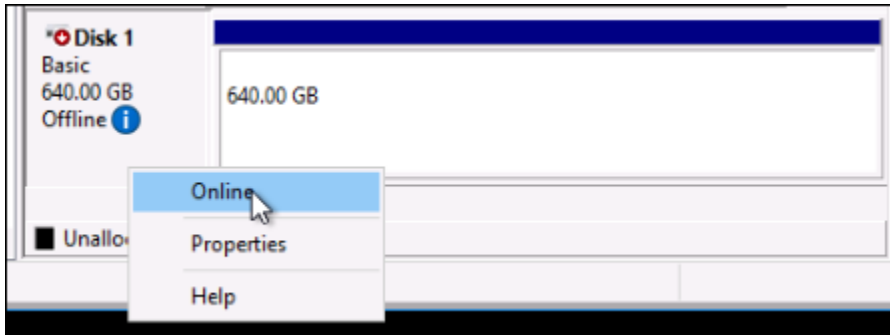 Disk 1
Basic
640.00 GB
Offline
640.00 GB
Online
Properties
Help